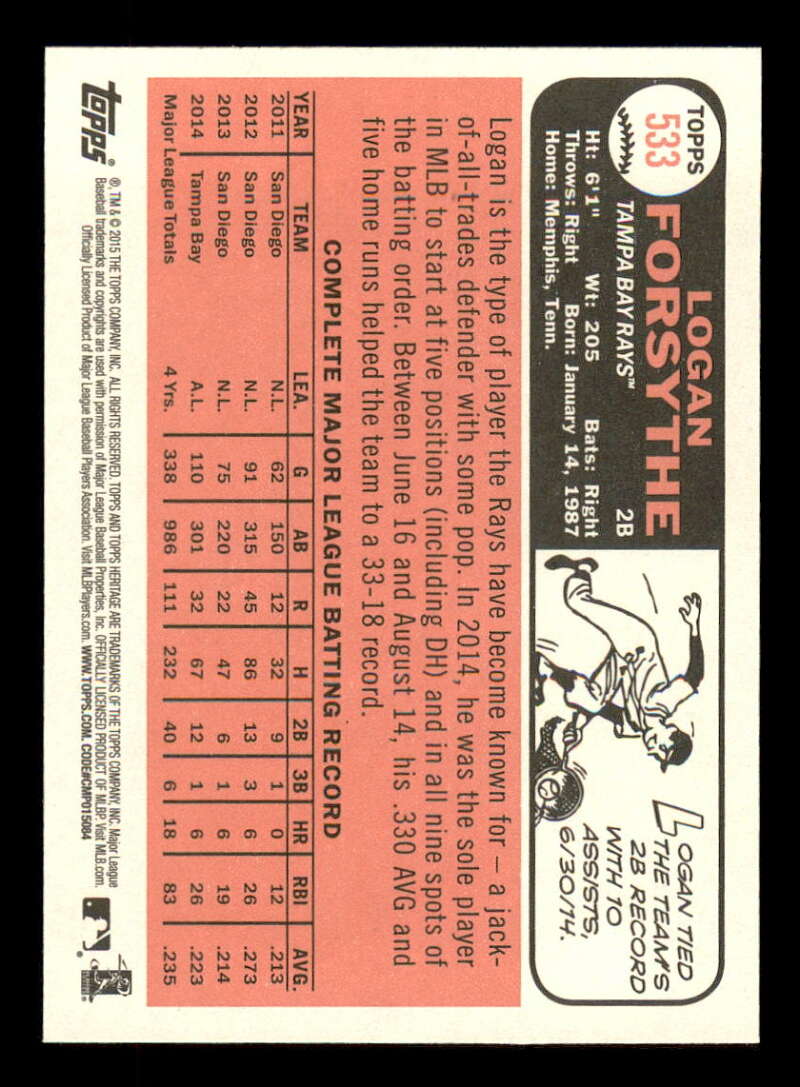 TOPPS
533
LOGAN
FORSYTHE
TAMPA BAY RAYS™ 2B
Ht: 6'1" Wt: 205 Bats: Right
Throws: Right Born: January 14, 1987
Home: Memphis, Tenn.
LOGAN TIED
THE TEAM'S
2B RECORD
WITH 10
ASSISTS,
6/30/14.
Logan is the type of player the Rays have become known for – a jack-
of-all-trades defender with some pop. In 2014, he was the sole player
in MLB to start at five positions (including DH) and in all nine spots of
the batting order. Between June 16 and August 14, his .330 AVG and
five home runs helped the team to a 33-18 record.
COMPLETE MAJOR LEAGUE BATTING RECORD
YEAR TEAM LEA. G AB R H 2B 3B HR RBI AVG.
2011 San Diego N.L. 62 150 12 32 9 1 0 12 .213
2012 San Diego N.L. 91 315 45 86 13 3 6 26 .273
2013 San Diego N.L. 75 220 22 47 6 1 6 19 .214
2014 Tampa Bay A.L. 110 301 32 67 12 1 6 26 .223
Major League Totals 4 Yrs. 338 986 111 232 40 6 18 83 .235
topps®
®, TM & © 2015 THE TOPPS COMPANY, INC. ALL RIGHTS RESERVED. TOPPS AND TOPPS HERITAGE ARE TRADEMARKS OF THE TOPPS COMPANY, INC. Major League
Baseball trademarks and copyrights are used with permission of Major League Baseball Properties, Inc. OFFICIALLY LICENSED PRODUCT OF MLBP. Visit MLB.com.
Officially Licensed Product of Major League Baseball Players Association. Visit MLBPlayers.com. WWW.TOPPS.COM. CODE#CMP015084